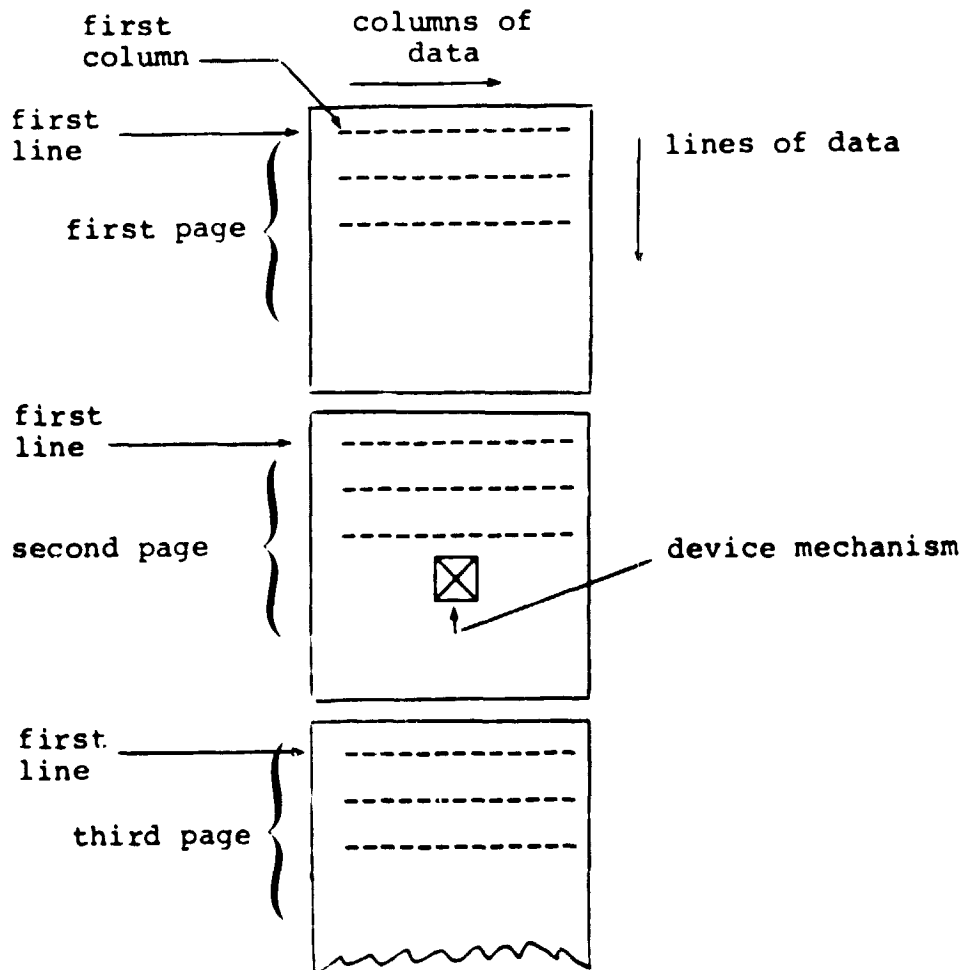 first
column
columns of
data
first
line
lines of data
first page
first
line
second page
device mechanism
first
line
third page